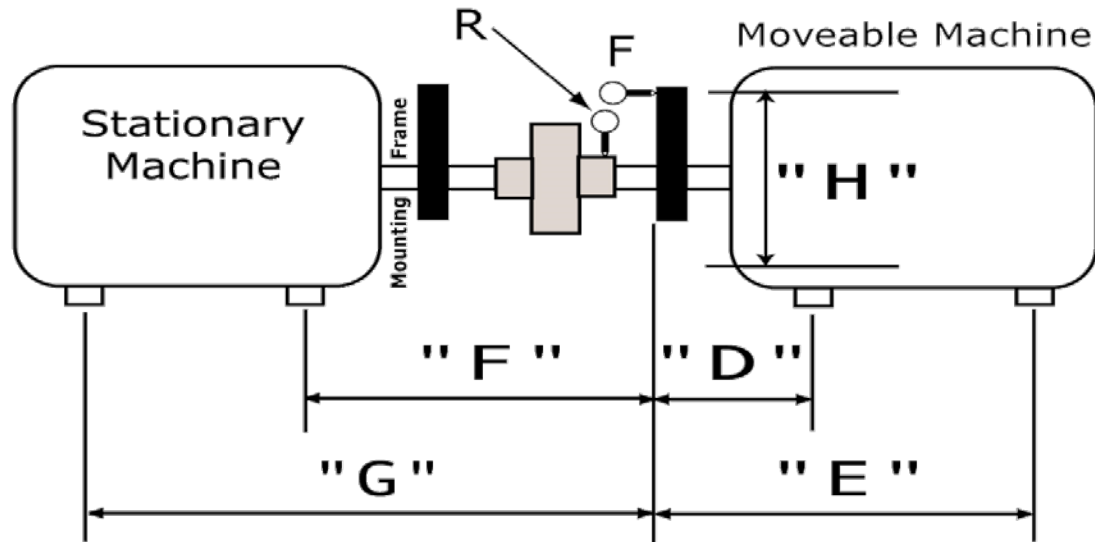 R
F
Moveable Machine
Stationary
Machine
Frame
Mounting
" H "
" F "
" D "
" G "
" E "